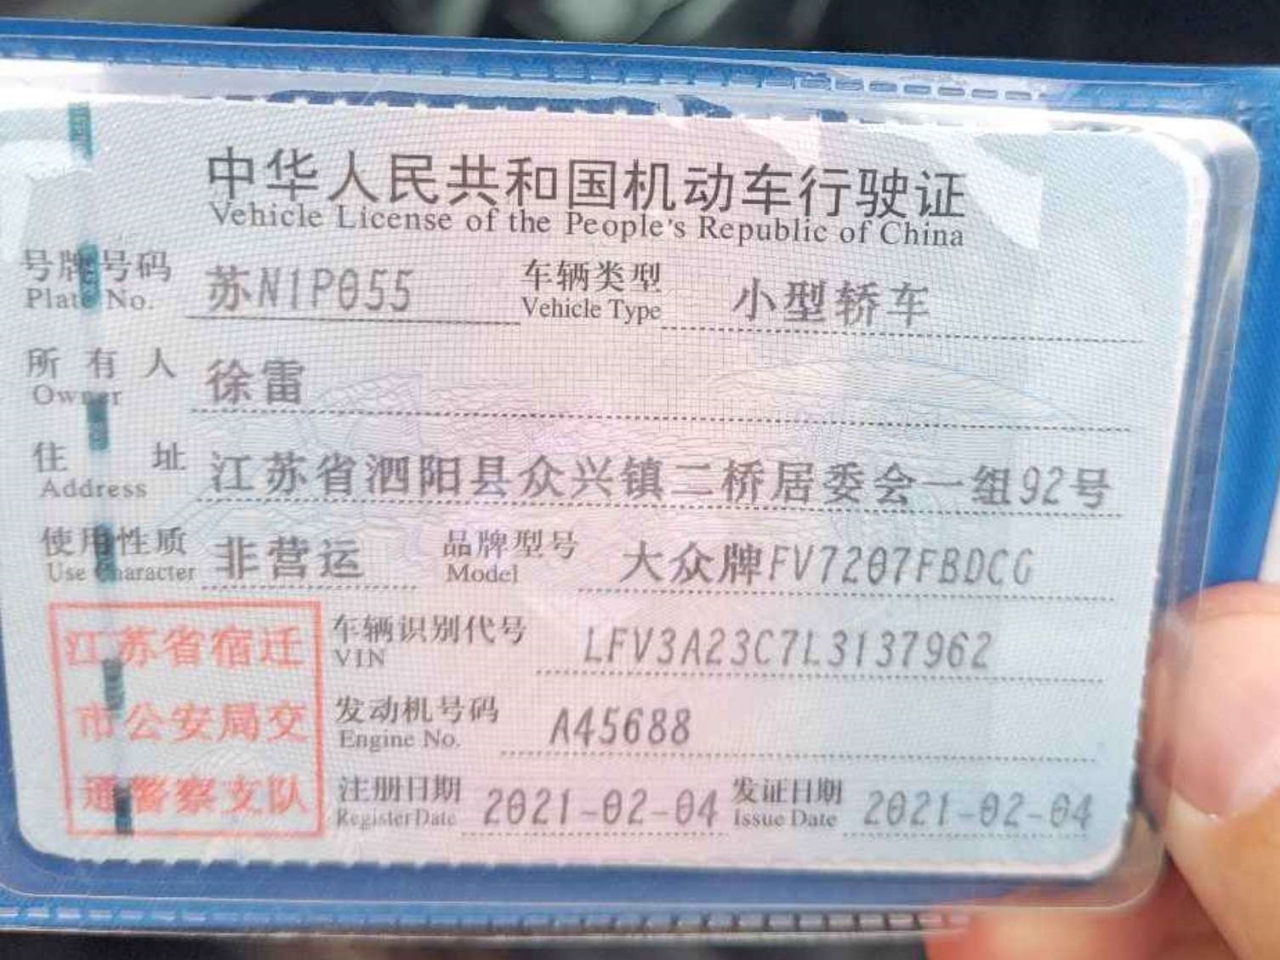 中华人民共和国机动车行驶证
Vehicle License of the People's Republic of China
号牌号码 苏N1P055 车辆类型 小型轿车
Plate No. Vehicle Type
所有人 徐雷
Owner
住址 江苏省泗阳县众兴镇二桥居委会一组92号
Address
使用性质 非营运 品牌型号 大众牌FV7207FBDCG
Use Character Model
江苏省宿迁
市公安局交
通警察支队
车辆识别代号 LFV3A23C7L3137962
VIN
发动机号码 A45688
Engine No.
注册日期 2021-02-04 发证日期 2021-02-04
Register Date Issue Date